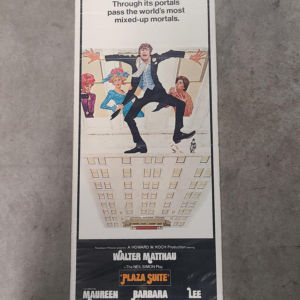 Through its portals
pass the world's most
mixed-up mortals.
A HOWARD W. KOCH Production
WALTER MATTHAU
in The NEIL SIMON Play
"PLAZA SUITE"
MAUREEN BARBARA LEE